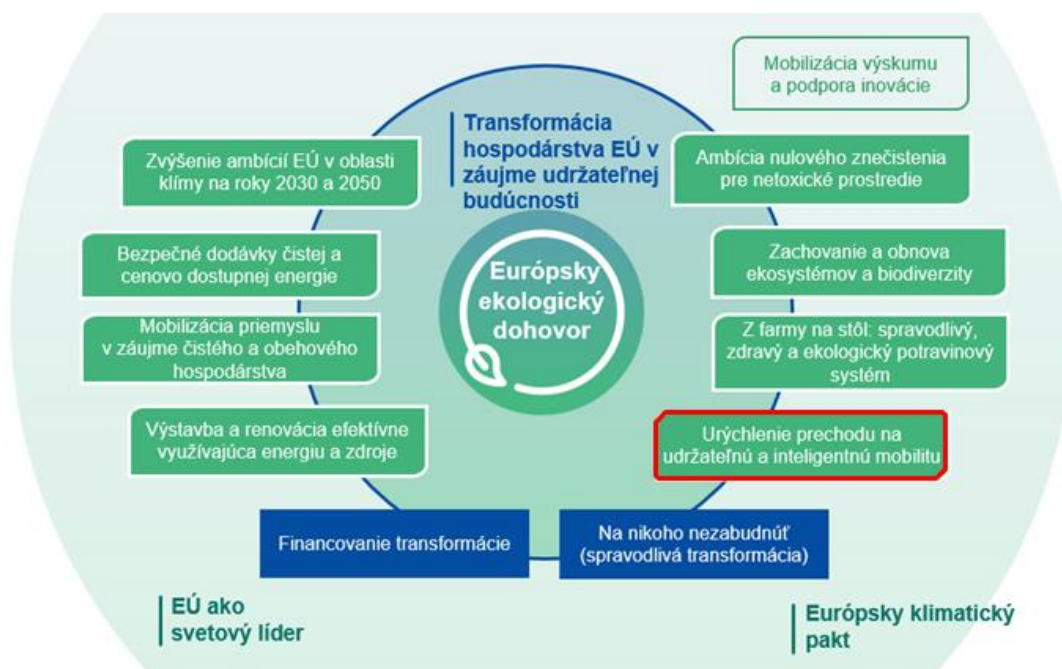 Mobilizácia výskumu
a podpora inovácie
Transformácia
hospodárstva EÚ v
záujme udržateľnej
budúcnosti
Zvýšenie ambícií EÚ v oblasti
klímy na roky 2030 a 2050
Ambícia nulového znečistenia
pre netoxické prostredie
Bezpečné dodávky čistej a
cenovo dostupnej energie
Zachovanie a obnova
ekosystémov a biodiverzity
Európsky
ekologický
dohovor
Mobilizácia priemyslu
v záujme čistého a obehového
hospodárstva
Z farmy na stôl: spravodlivý,
zdravý a ekologický potravinový
systém
Výstavba a renovácia efektívne
využívajúca energiu a zdroje
Urýchlenie prechodu na
udržateľnú a inteligentnú mobilitu
Financovanie transformácie
Na nikoho nezabudnúť
(spravodlivá transformácia)
EÚ ako
svetový líder
Európsky klimatický
pakt